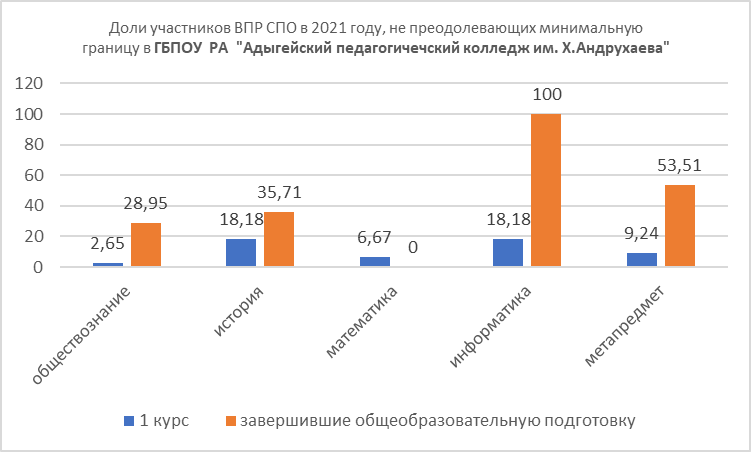 Доли участников ВПР СПО в 2021 году, не преодолевающих минимальную
границу в ГБПОУ РА "Адыгейский педагогичечский колледж им. Х.Андрухаева"
120
100
80
60
40
20
0
2,65
28,95
18,18
35,71
6,67
0
18,18
100
9,24
53,51
обществознание
история
математика
информатика
метапредмет
1 курс
завершившие общеобразовательную подготовку